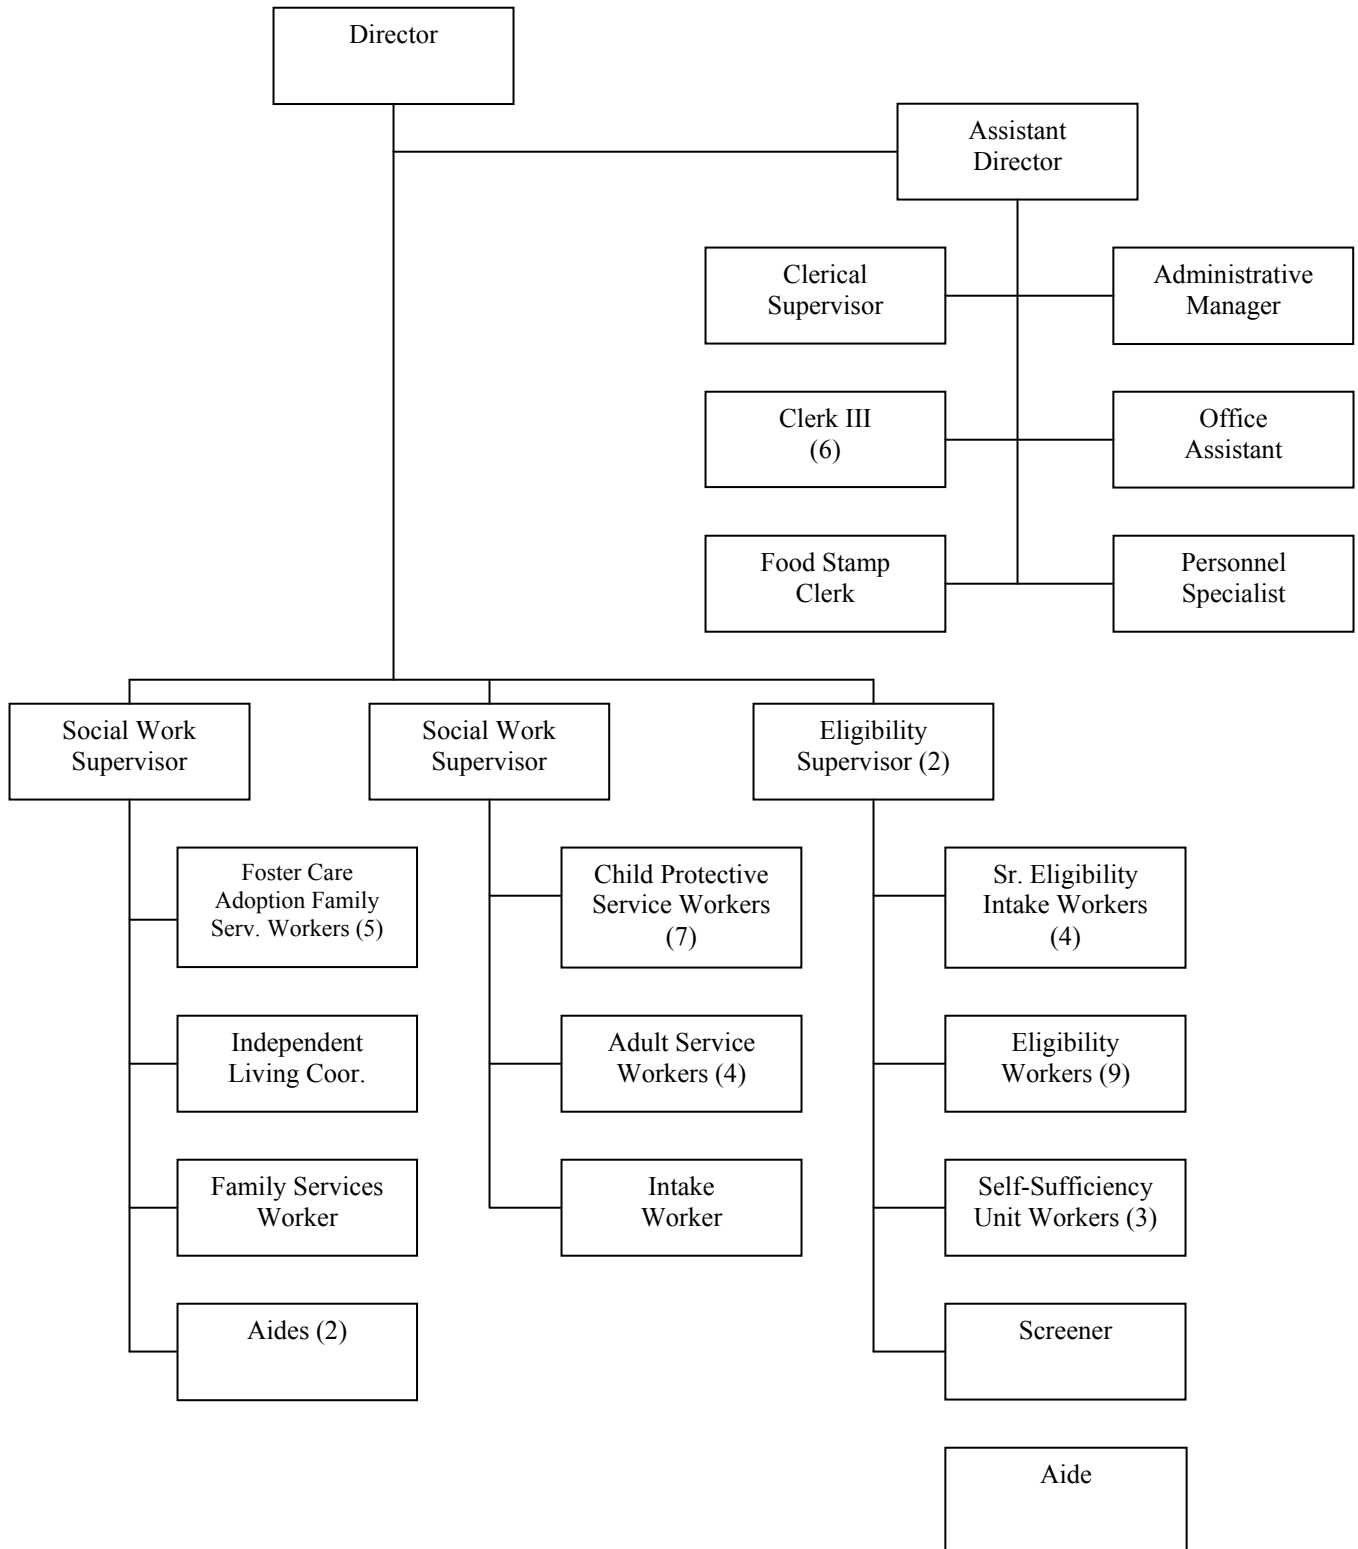 Director
Assistant
Director
Clerical
Supervisor
Administrative
Manager
Clerk III
(6)
Office
Assistant
Food Stamp
Clerk
Personnel
Specialist
Social Work
Supervisor
Social Work
Supervisor
Eligibility
Supervisor (2)
Foster Care
Adoption Family
Serv. Workers (5)
Child Protective
Service Workers
(7)
Sr. Eligibility
Intake Workers
(4)
Independent
Living Coor.
Adult Service
Workers (4)
Eligibility
Workers (9)
Family Services
Worker
Intake
Worker
Self-Sufficiency
Unit Workers (3)
Aides (2)
Screener
Aide